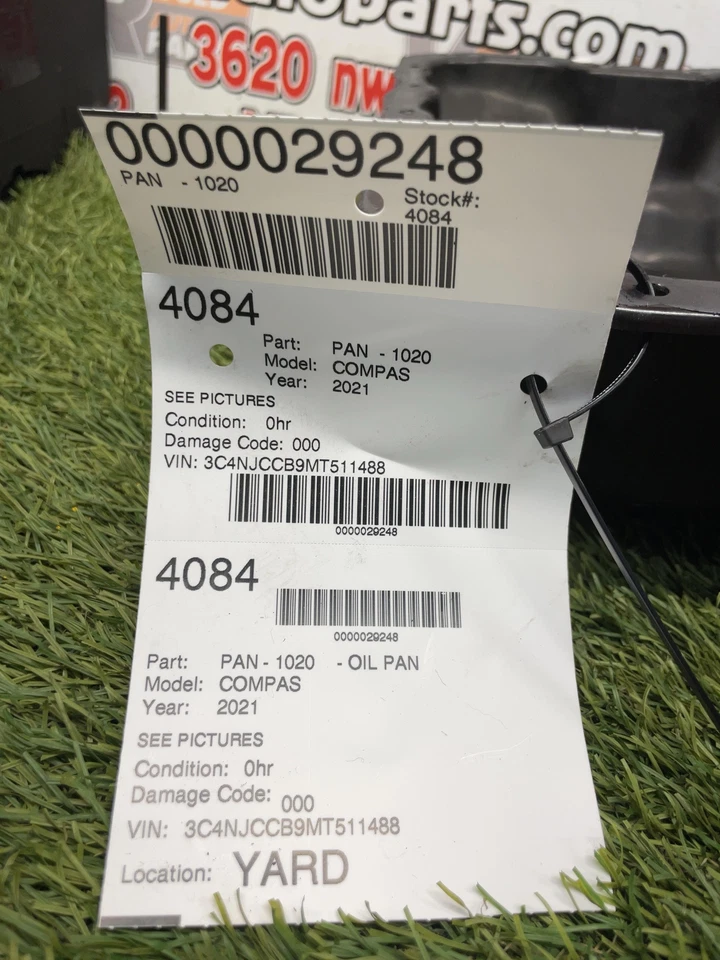 oparts.com
3620 nw
0000029248
PAN - 1020
Stock#:
4084
4084
Part: PAN - 1020
Model: COMPAS
Year: 2021
SEE PICTURES
Condition: 0hr
Damage Code: 000
VIN: 3C4NJCCB9MT511488
0000029248
4084
0000029248
Part: PAN - 1020 - OIL PAN
Model: COMPAS
Year: 2021
SEE PICTURES
Condition: 0hr
Damage Code: 000
VIN: 3C4NJCCB9MT511488
Location: YARD